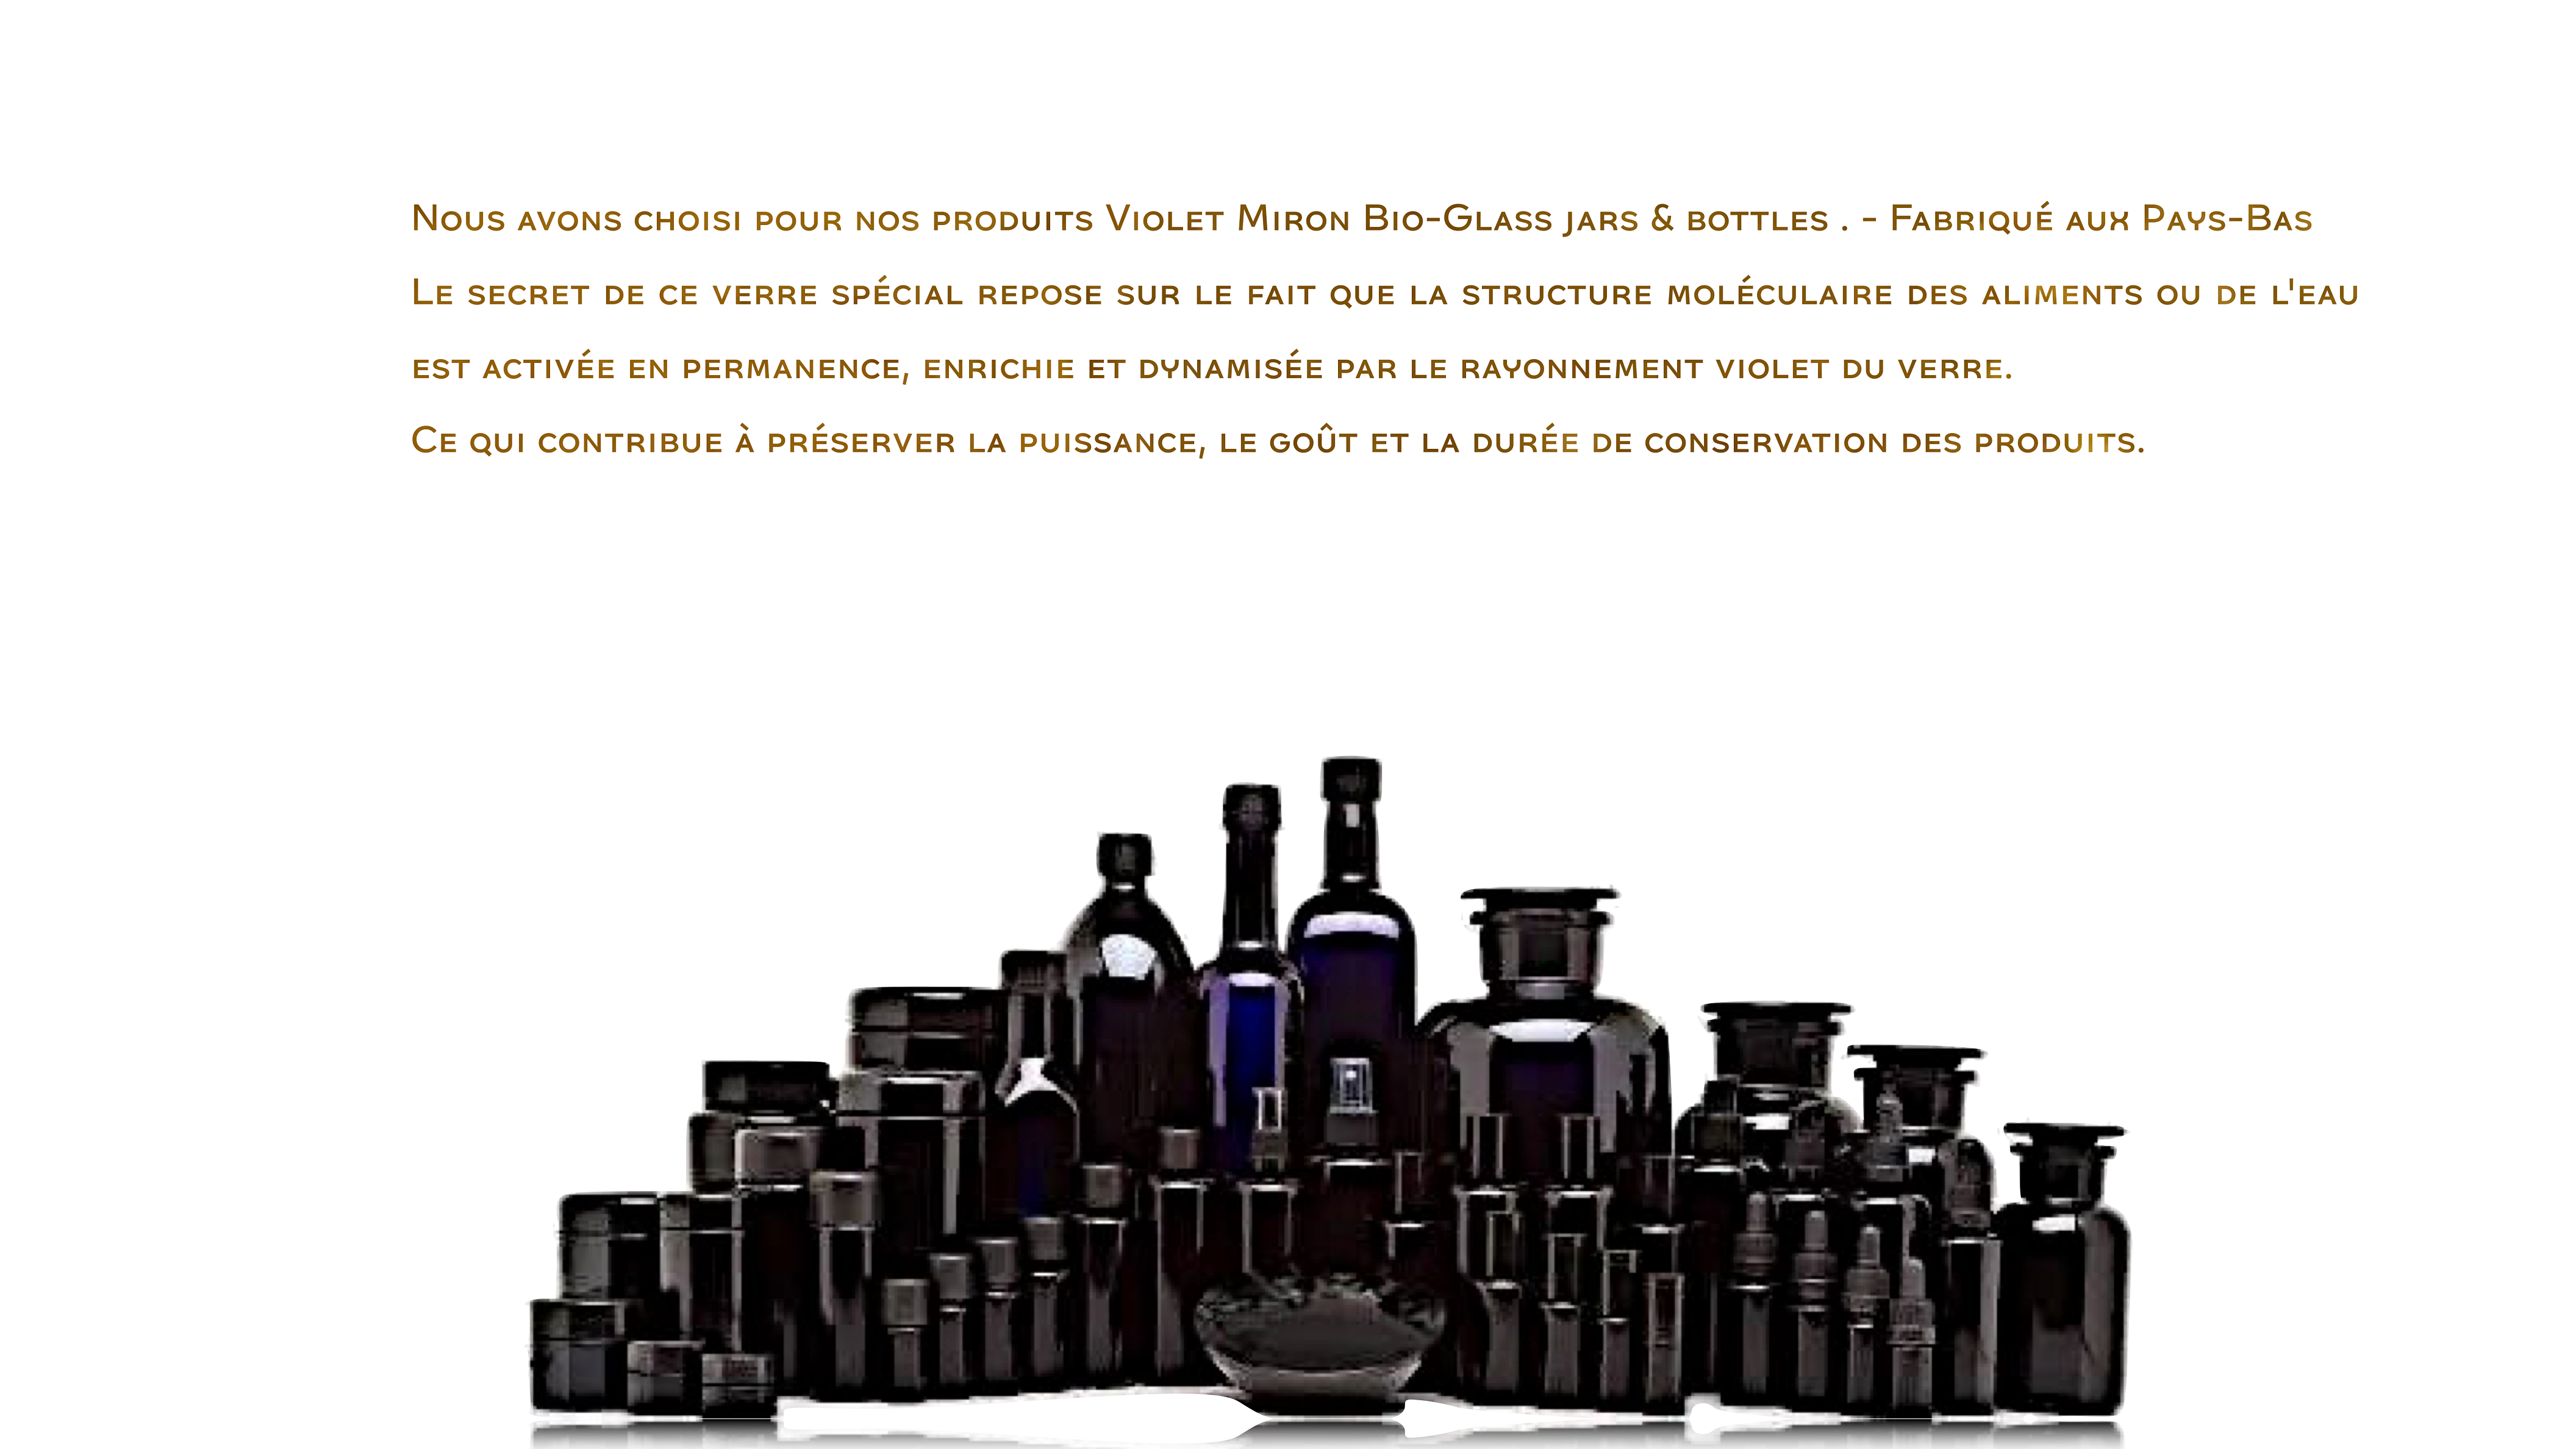 Nous avons choisi pour nos produits Violet Miron Bio-Glass jars & bottles . - Fabriqué aux Pays-Bas
Le secret de ce verre spécial repose sur le fait que la structure moléculaire des aliments ou de l'eau
est activée en permanence, enrichie et dynamisée par le rayonnement violet du verre.
Ce qui contribue à préserver la puissance, le goût et la durée de conservation des produits.